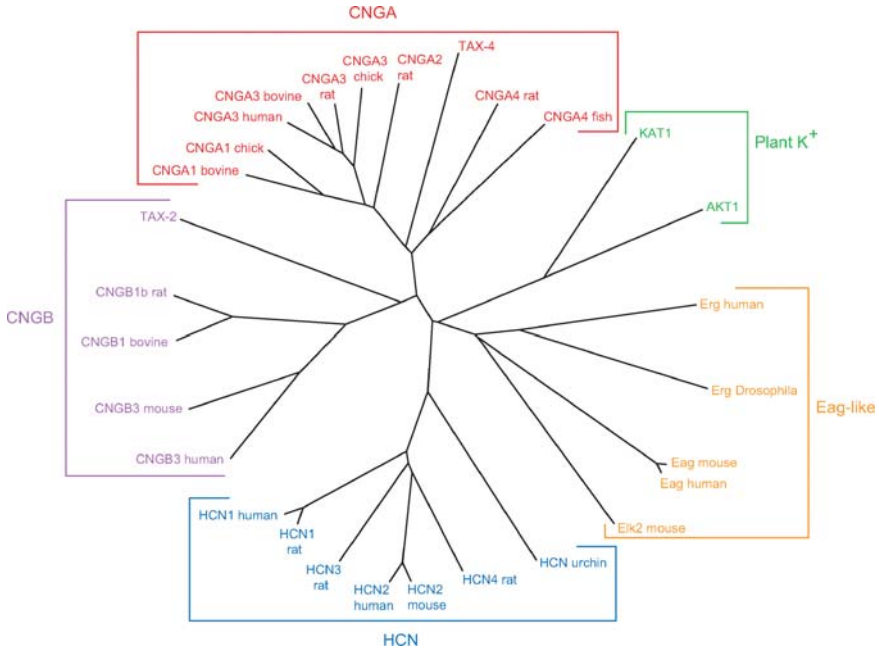 CNGA
TAX-4
CNGA3
chick
CNGA2
rat
CNGA3
rat
CNGA3 bovine
CNGA4 rat
CNGA3 human
CNGA4 fish
KAT1
Plant K+
CNGA1 chick
CNGA1 bovine
AKT1
TAX-2
CNGB1b rat
Erg human
CNGB
CNGB1 bovine
Erg Drosophila
Eag-like
CNGB3 mouse
CNGB3 human
Eag mouse
Eag human
HCN1 human
Elk2 mouse
HCN1
rat
HCN3
rat
HCN2
human
HCN2
mouse
HCN4 rat
HCN urchin
HCN